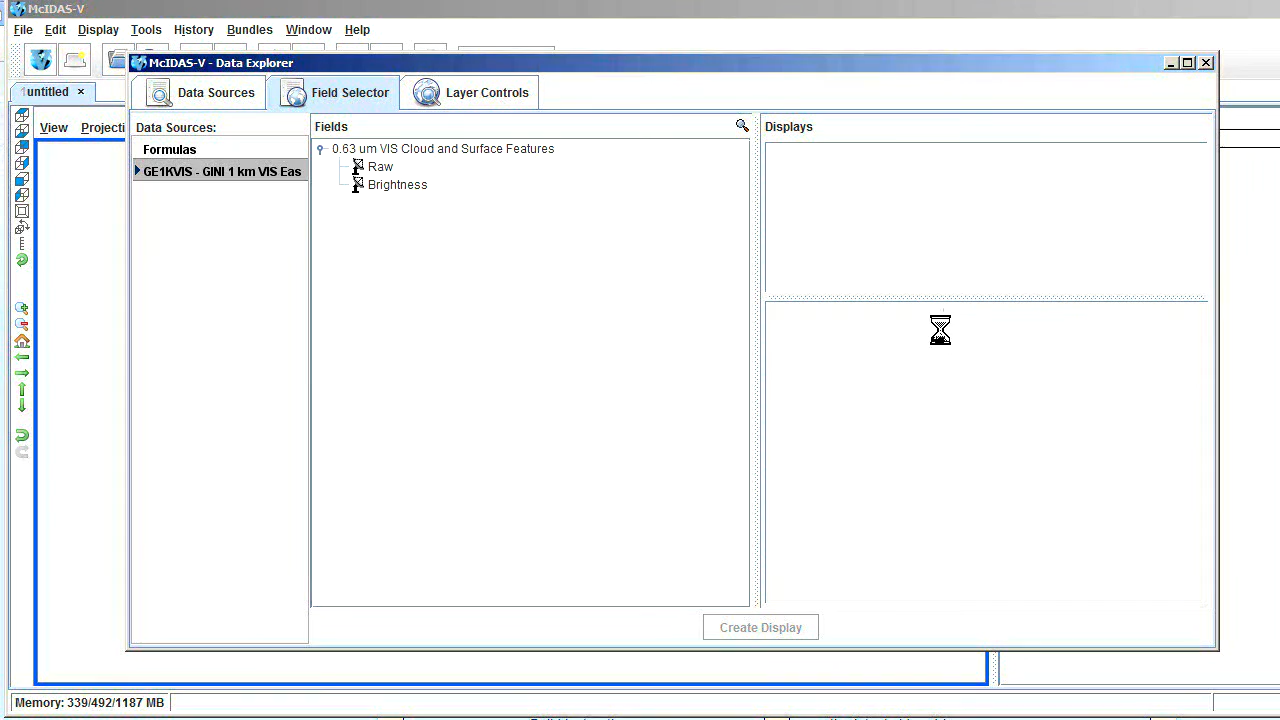 McIDAS-V
File Edit Display Tools History Bundles Window Help
McIDAS-V - Data Explorer
untitled
Data Sources Field Selector Layer Controls
View
Data Sources:
Fields
Displays
Formulas
GE1KVIS - GINI 1 km VIS Eas
0.63 um VIS Cloud and Surface Features
Raw
Brightness
Create Display
Memory: 339/492/1187 MB